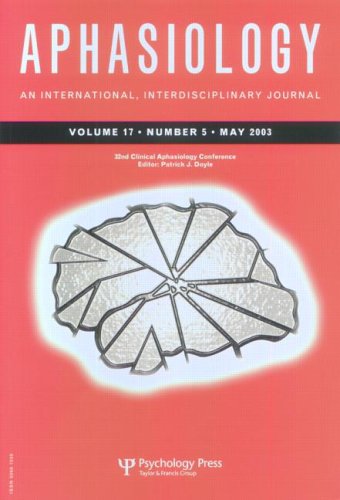 APHASIOLOGY
AN INTERNATIONAL, INTERDISCIPLINARY JOURNAL
VOLUME 17 • NUMBER 5 • MAY 2003
32nd Clinical Aphasiology Conference
Editor: Patrick J. Doyle
Psychology Press
Taylor & Francis Group